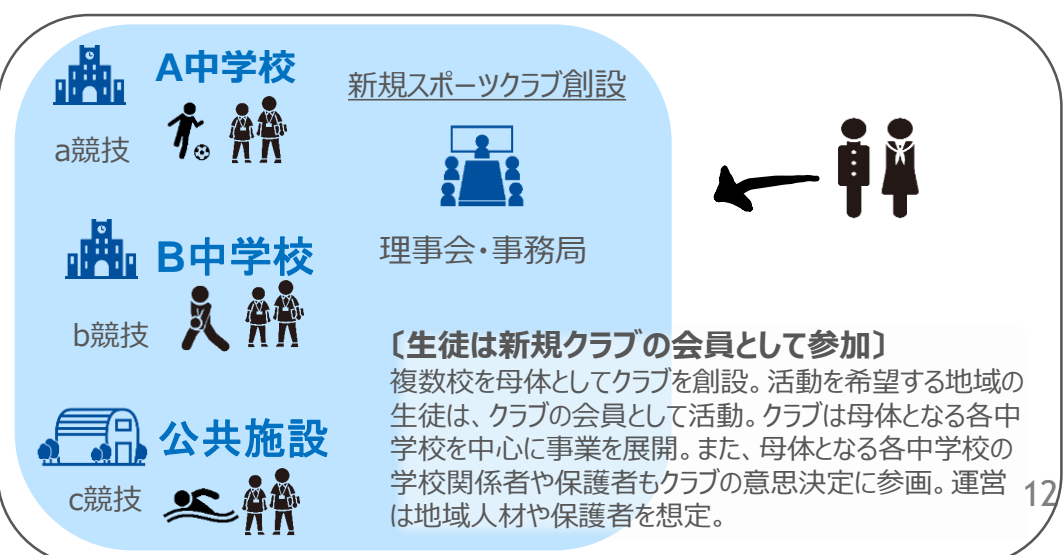 A中学校
a競技
新規スポーツクラブ創設
理事会・事務局
B中学校
b競技
公共施設
c競技
〔生徒は新規クラブの会員として参加〕
複数校を母体としてクラブを創設。活動を希望する地域の
生徒は、クラブの会員として活動。クラブは母体となる各中
学校を中心に事業を展開。また、母体となる各中学校の
学校関係者や保護者もクラブの意思決定に参画。運営
は地域人材や保護者を想定。
12